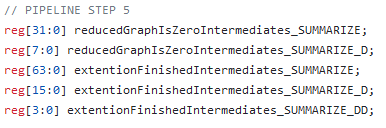 // PIPELINE STEP 5
reg[31:0] reducedGraphIsZeroIntermediates_SUMMARIZE;
reg[7:0] reducedGraphIsZeroIntermediates_SUMMARIZE_D;
reg[63:0] extentionFinishedIntermediates_SUMMARIZE;
reg[15:0] extentionFinishedIntermediates_SUMMARIZE_D;
reg[3:0] extentionFinishedIntermediates_SUMMARIZE_DD;